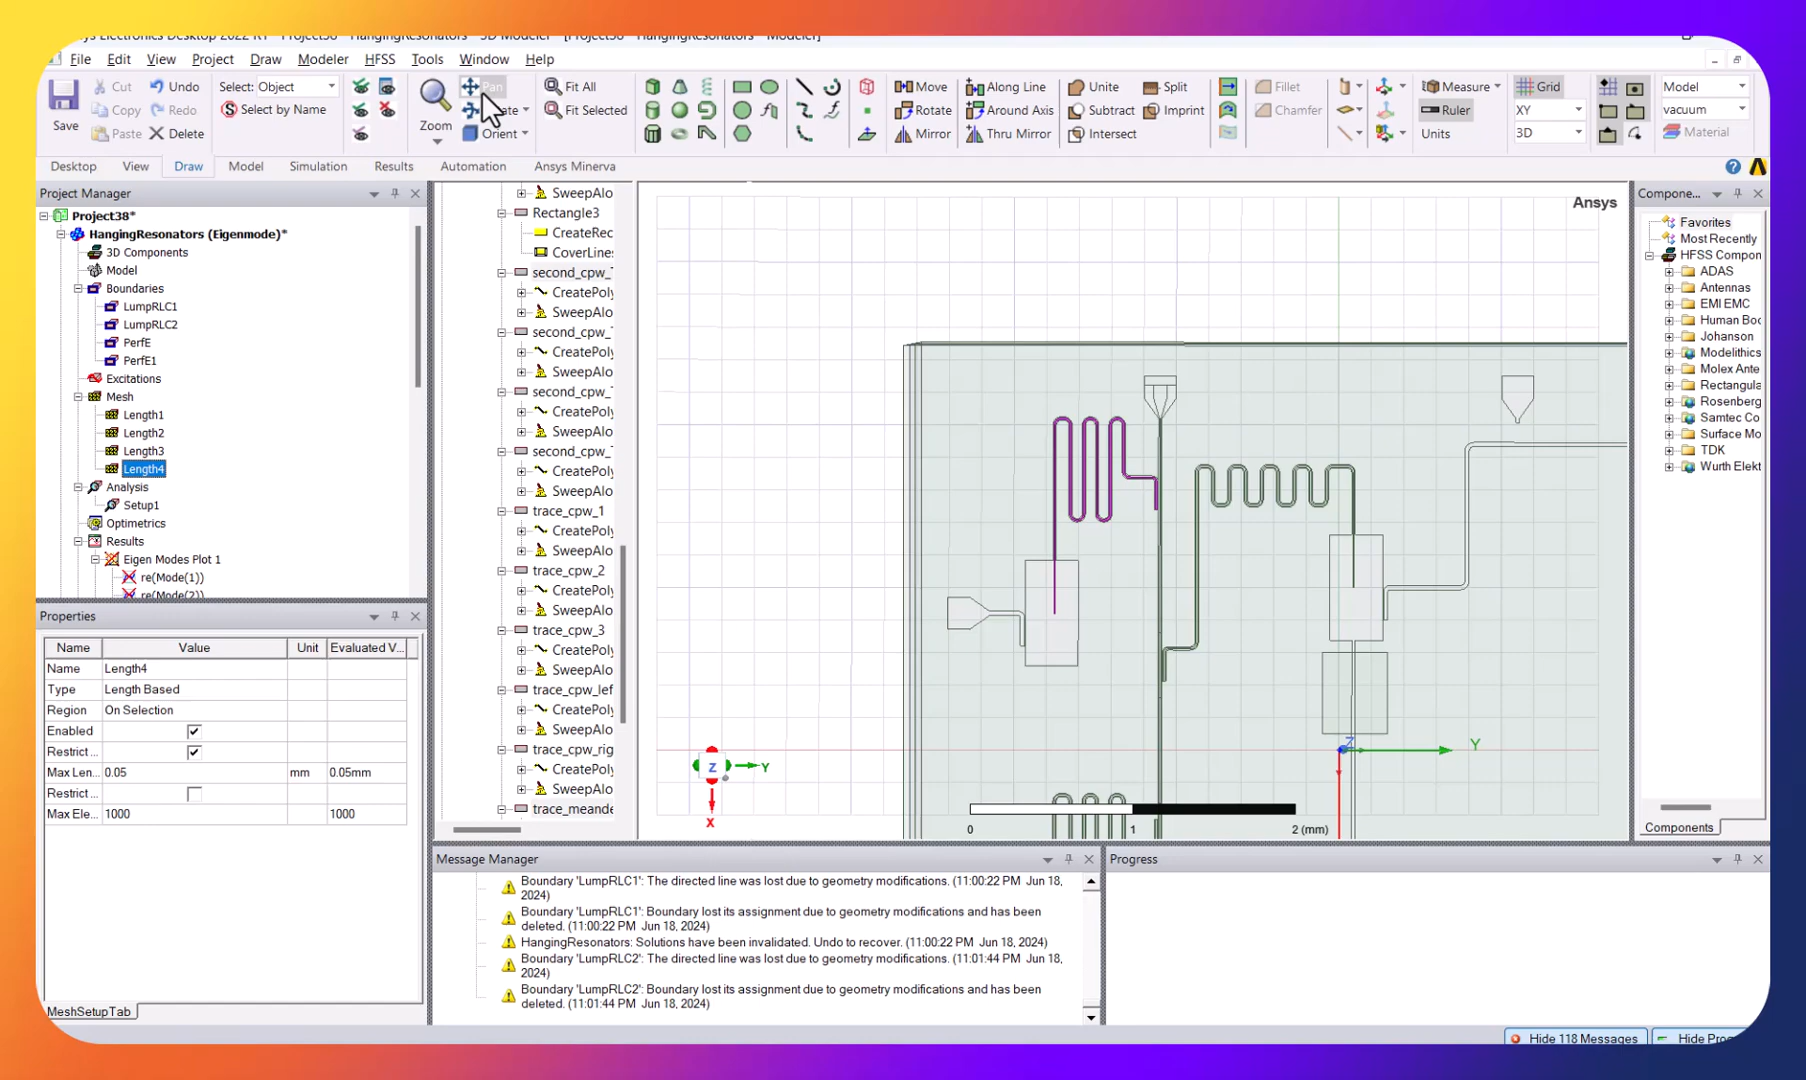 File Edit View Project Draw Modeler HFSS Tools Window Help
Save
Cut
Copy
Paste
Undo
Redo
Delete
Select: Object
Select by Name
Zoom
Pan
Orient
Fit All
Fit Selected
Move
Rotate
Mirror
Along Line
Around Axis
Thru Mirror
Unite
Subtract
Intersect
Split
Imprint
Fillet
Chamfer
Measure
Ruler
Units
Grid
XY
3D
Model
vacuum
Material
Desktop View Draw Model Simulation Results Automation Ansys Minerva
Project Manager
Project38*
HangingResonators (Eigenmode)*
3D Components
Model
Boundaries
LumpRLC1
LumpRLC2
PerfE
PerfE1
Excitations
Mesh
Length1
Length2
Length3
Length4
Analysis
Setup1
Optimetrics
Results
Eigen Modes Plot 1
re(Mode(1))
re(Mode(2))
Properties
Name Value Unit Evaluated V...
Name Length4
Type Length Based
Region On Selection
Enabled
Restrict ...
Max Len... 0.05 mm 0.05mm
Restrict ...
Max Ele... 1000 1000
MeshSetupTab
SweepAlo
Rectangle3
CreateRec
CoverLine
second_cpw_
CreatePoly
SweepAlo
second_cpw_
CreatePoly
SweepAlo
second_cpw_
CreatePoly
SweepAlo
second_cpw_
CreatePoly
SweepAlo
trace_cpw_1
CreatePoly
SweepAlo
trace_cpw_2
CreatePoly
SweepAlo
trace_cpw_3
CreatePoly
SweepAlo
trace_cpw_lef
CreatePoly
SweepAlo
trace_cpw_rig
CreatePoly
SweepAlo
trace_meande
Ansys
Z
Y
X
Z
Y
0 1 2 (mm)
Message Manager
Boundary 'LumpRLC1': The directed line was lost due to geometry modifications. (11:00:22 PM Jun 18,
2024)
Boundary 'LumpRLC1': Boundary lost its assignment due to geometry modifications and has been
deleted. (11:00:22 PM Jun 18, 2024)
HangingResonators: Solutions have been invalidated. Undo to recover. (11:00:22 PM Jun 18, 2024)
Boundary 'LumpRLC2': The directed line was lost due to geometry modifications. (11:01:44 PM Jun 18,
2024)
Boundary 'LumpRLC2': Boundary lost its assignment due to geometry modifications and has been
deleted. (11:01:44 PM Jun 18, 2024)
Progress
Compone...
Favorites
Most Recently
HFSS Compon
ADAS
Antennas
EMI EMC
Human Boo
Johanson
Modelithics
Molex Ante
Rectangula
Rosenberg
Samtec Co
Surface Mo
TDK
Wurth Elekt
Components
Hide 118 Messages
Hide Pro